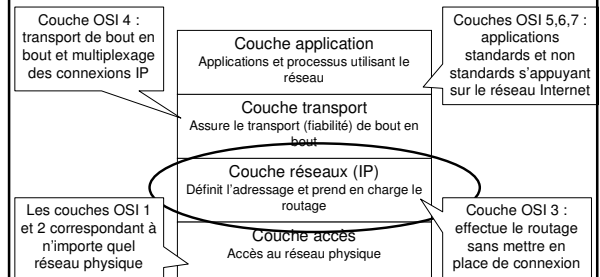 Couche OSI 4 :
transport de bout en
bout et multiplexage
des connexions IP
Couches OSI 5,6,7 :
applications
standards et non
standards s'appuyant
sur le réseau Internet
Couche application
Applications et processus utilisant le
réseau
Couche transport
Assure le transport (fiabilité) de bout en
bout
Couche réseaux (IP)
Définit l'adressage et prend en charge le
routage
Couche accès
Accès au réseau physique
Les couches OSI 1
et 2 correspondant à
n'importe quel
réseau physique
Couche OSI 3 :
effectue le routage
sans mettre en
place de connexion